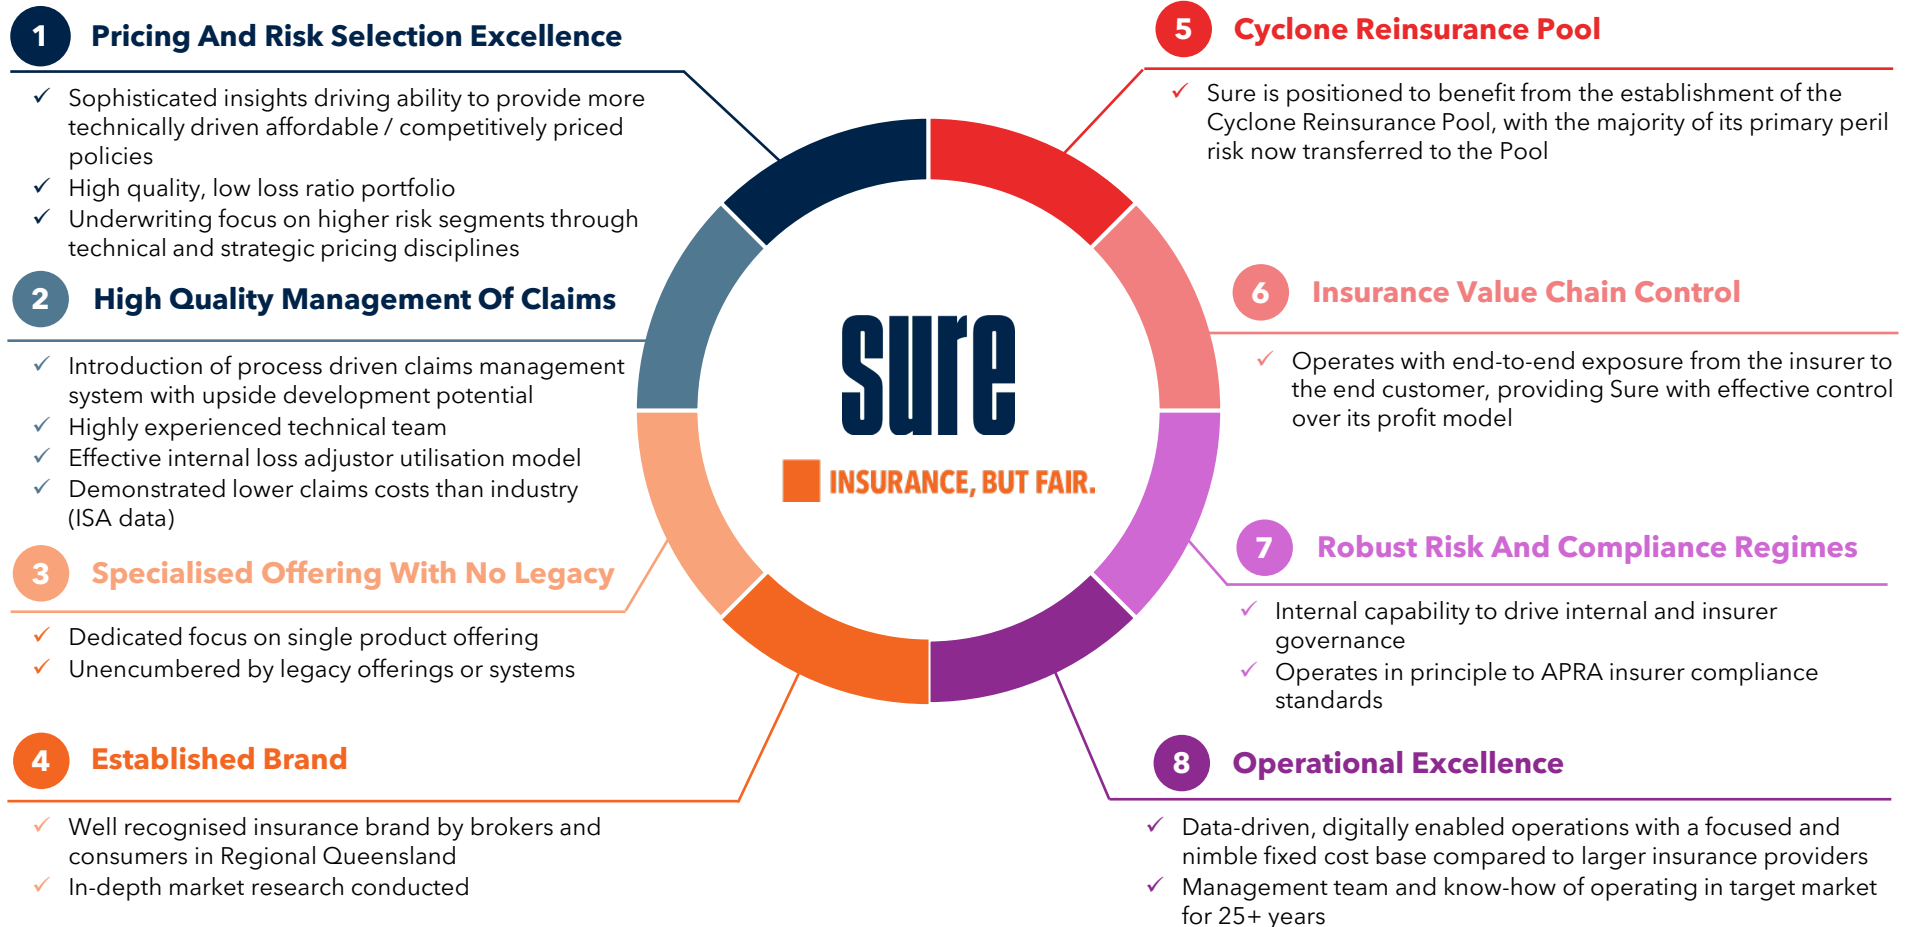 1 Pricing And Risk Selection Excellence
✓ Sophisticated insights driving ability to provide more
technically driven affordable / competitively priced
policies
✓ High quality, low loss ratio portfolio
✓ Underwriting focus on higher risk segments through
technical and strategic pricing disciplines
2 High Quality Management Of Claims
✓ Introduction of process driven claims management
system with upside development potential
✓ Highly experienced technical team
✓ Effective internal loss adjustor utilisation model
✓ Demonstrated lower claims costs than industry
(ISA data)
3 Specialised Offering With No Legacy
✓ Dedicated focus on single product offering
✓ Unencumbered by legacy offerings or systems
4 Established Brand
✓ Well recognised insurance brand by brokers and
consumers in Regional Queensland
✓ In-depth market research conducted
sure
INSURANCE, BUT FAIR.
5 Cyclone Reinsurance Pool
✓ Sure is positioned to benefit from the establishment of the
Cyclone Reinsurance Pool, with the majority of its primary peril
risk now transferred to the Pool
6 Insurance Value Chain Control
✓ Operates with end-to-end exposure from the insurer to
the end customer, providing Sure with effective control
over its profit model
7 Robust Risk And Compliance Regimes
✓ Internal capability to drive internal and insurer
governance
✓ Operates in principle to APRA insurer compliance
standards
8 Operational Excellence
✓ Data-driven, digitally enabled operations with a focused and
nimble fixed cost base compared to larger insurance providers
✓ Management team and know-how of operating in target market
for 25+ years